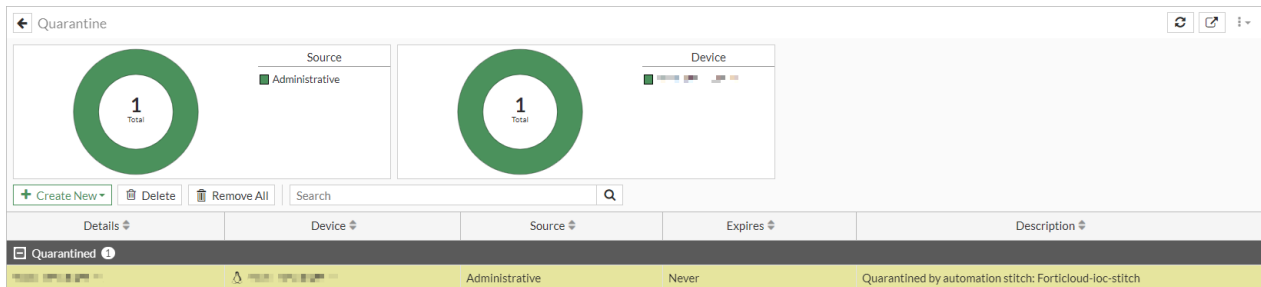 Quarantine
Source
Administrative
1
Total
Device
1
Total
Create New
Delete
Remove All
Search
Details Device Source Expires Description
Quarantined 1
Administrative Never Quarantined by automation stitch: Forticloud-Ioc-stitch